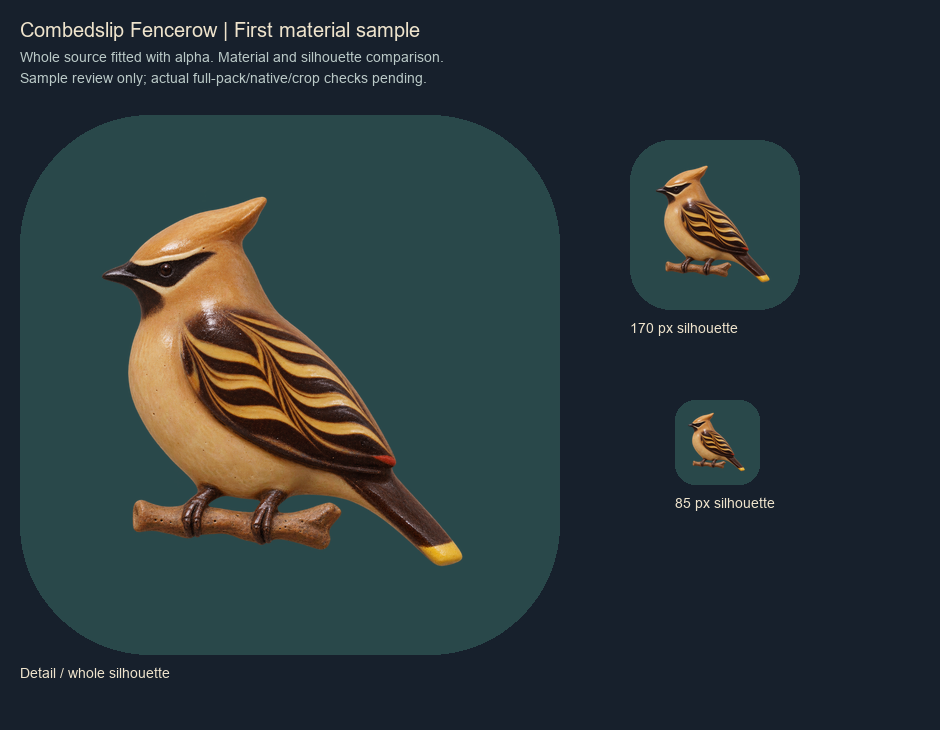 Combedslip Fencerow | First material sample
Whole source fitted with alpha. Material and silhouette comparison.
Sample review only; actual full-pack/native/crop checks pending.
170 px silhouette
85 px silhouette
Detail / whole silhouette